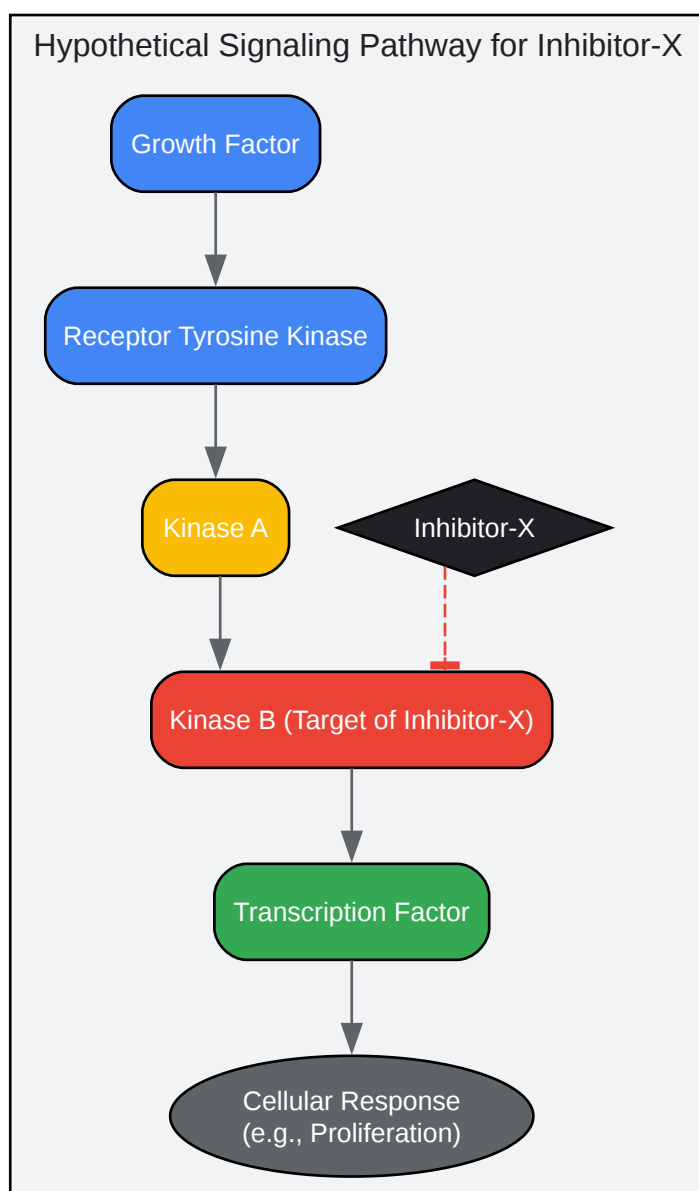 Hypothetical Signaling Pathway for Inhibitor-X
Growth Factor
Receptor Tyrosine Kinase
Kinase A
Inhibitor-X
Kinase B (Target of Inhibitor-X)
Transcription Factor
Cellular Response
(e.g., Proliferation)